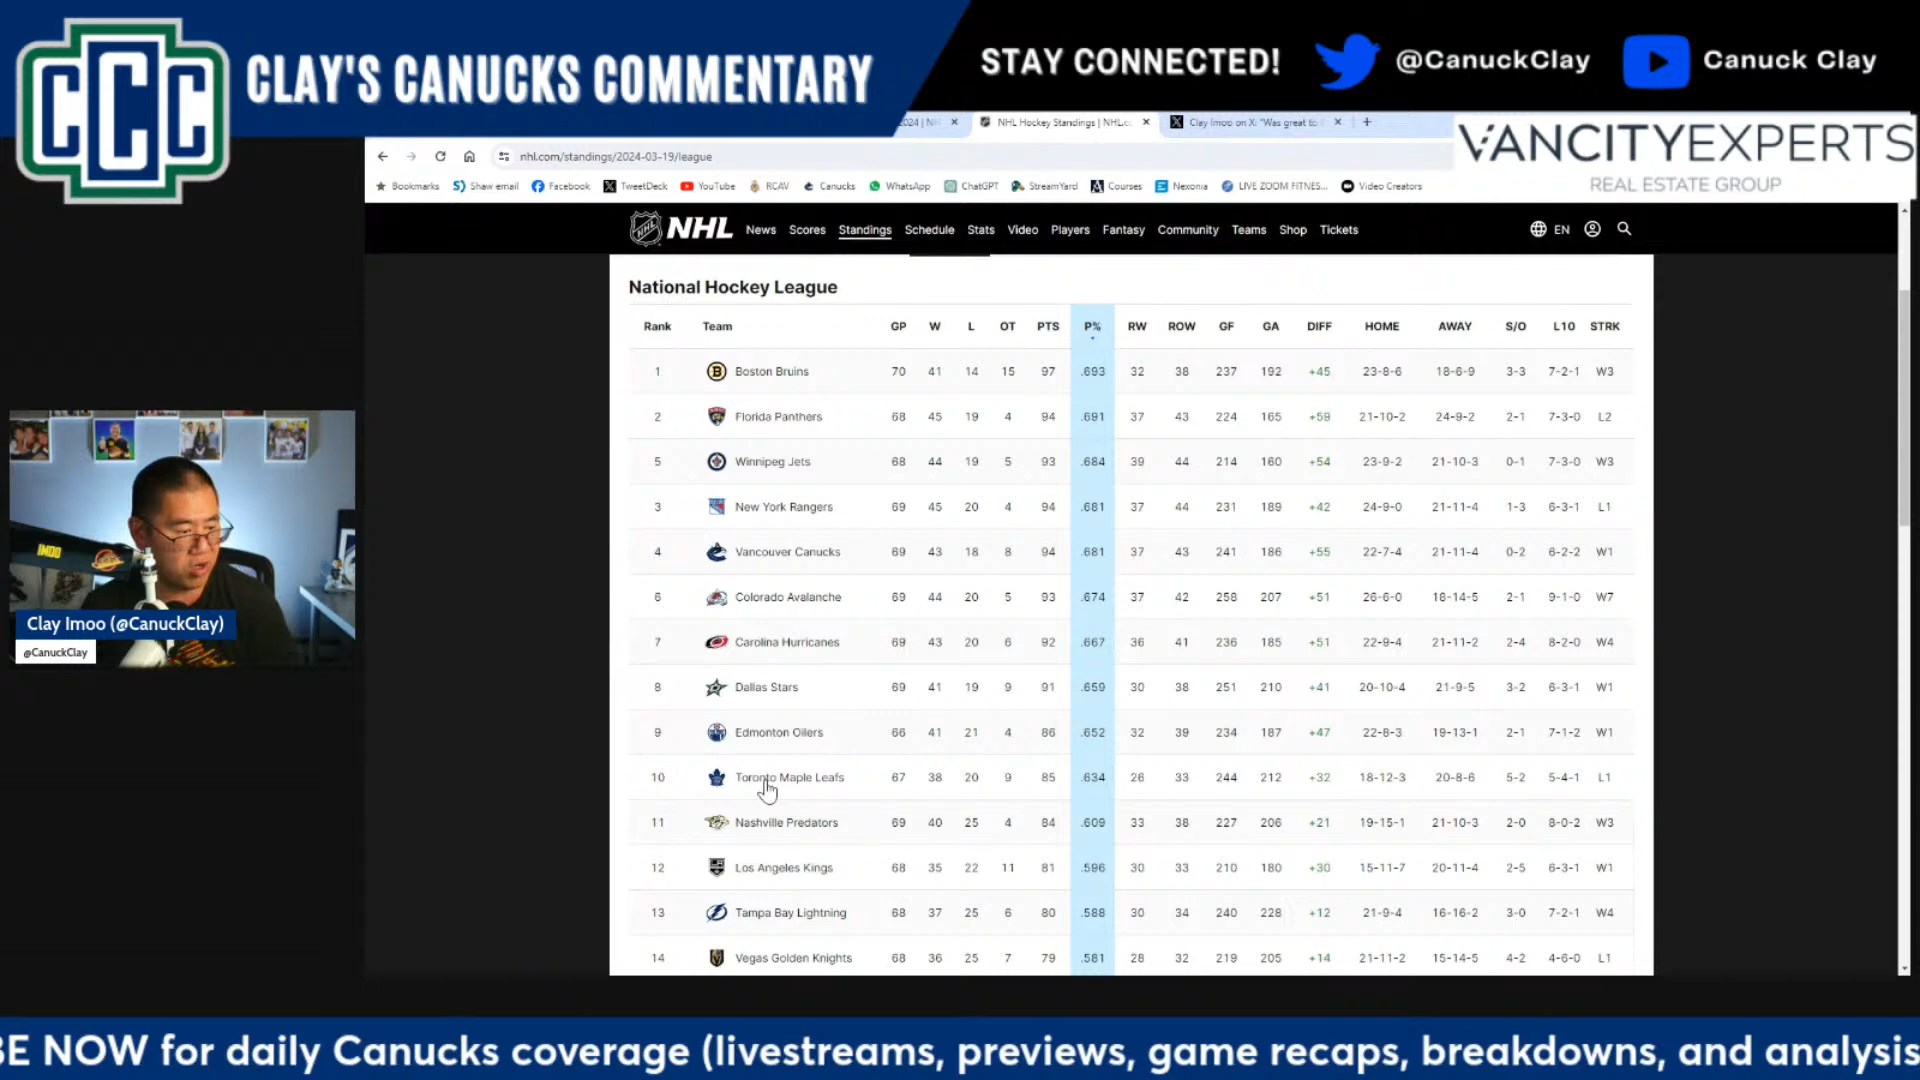 CCC
CLAY'S CANUCKS COMMENTARY
STAY CONNECTED!
@CanuckClay
Canuck Clay
NHL Hockey Standings | NHL.c
Clay Imoo on X: "Was great to
VANCITYEXPERTS
REAL ESTATE GROUP
nhl.com/standings/2024-03-19/league
Bookmarks Shaw email Facebook TweetDeck YouTube RCAV Canucks WhatsApp ChatGPT StreamYard Courses Nexonia LIVE ZOOM FITNES... Video Creators
NHL News Scores Standings Schedule Stats Video Players Fantasy Community Teams Shop Tickets EN
National Hockey League
Rank Team GP W L OT PTS P% RW ROW GF GA DIFF HOME AWAY S/O L10 STRK
1 Boston Bruins 70 41 14 15 97 .693 32 38 237 192 +45 23-8-6 18-6-9 3-3 7-2-1 W3
2 Florida Panthers 68 45 19 4 94 .691 37 43 224 165 +59 21-10-2 24-9-2 2-1 7-3-0 L2
5 Winnipeg Jets 68 44 19 5 93 .684 39 44 214 160 +54 23-9-2 21-10-3 0-1 7-3-0 W3
3 New York Rangers 69 45 20 4 94 .681 37 44 231 189 +42 24-9-0 21-11-4 1-3 6-3-1 L1
4 Vancouver Canucks 69 43 18 8 94 .681 37 43 241 186 +55 22-7-4 21-11-4 0-2 6-2-2 W1
6 Colorado Avalanche 69 44 20 5 93 .674 37 42 258 207 +51 26-6-0 18-14-5 2-1 9-1-0 W7
7 Carolina Hurricanes 69 43 20 6 92 .667 36 41 236 185 +51 22-9-4 21-11-2 2-4 8-2-0 W4
8 Dallas Stars 69 41 19 9 91 .659 30 38 251 210 +41 20-10-4 21-9-5 3-2 6-3-1 W1
9 Edmonton Oilers 66 41 21 4 86 .652 32 39 234 187 +47 22-8-3 19-13-1 2-1 7-1-2 W1
10 Toronto Maple Leafs 67 38 20 9 85 .634 26 33 244 212 +32 18-12-3 20-8-6 5-2 5-4-1 L1
11 Nashville Predators 69 40 25 4 84 .609 33 38 227 206 +21 19-15-1 21-10-3 2-0 8-0-2 W3
12 Los Angeles Kings 68 35 22 11 81 .596 30 33 210 180 +30 15-11-7 20-11-4 2-5 6-3-1 W1
13 Tampa Bay Lightning 68 37 25 6 80 .588 30 34 240 228 +12 21-9-4 16-16-2 3-0 7-2-1 W4
14 Vegas Golden Knights 68 36 25 7 79 .581 28 32 219 205 +14 21-11-2 15-14-5 4-2 4-6-0 L1
IMOO
Clay Imoo (@CanuckClay)
@CanuckClay
BE NOW for daily Canucks coverage (livestreams, previews, game recaps, breakdowns, and analysis